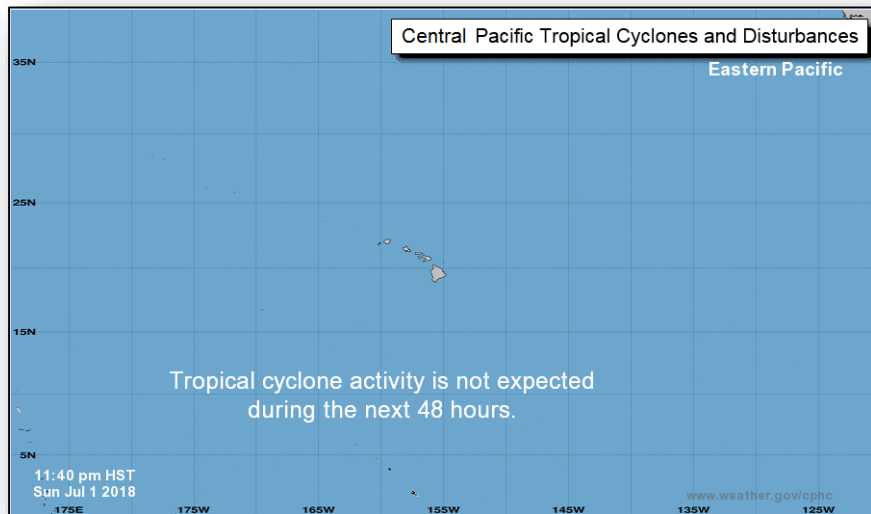 Central Pacific Tropical Cyclones and Disturbances
35N
Eastern Pacific
25N
15N
Tropical cyclone activity is not expected
during the next 48 hours.
5N
11:40 pm HST
Sun Jul 1 2018
www.weather.gov/cphc
175E 175W 165W 155W 145W 135W 125W